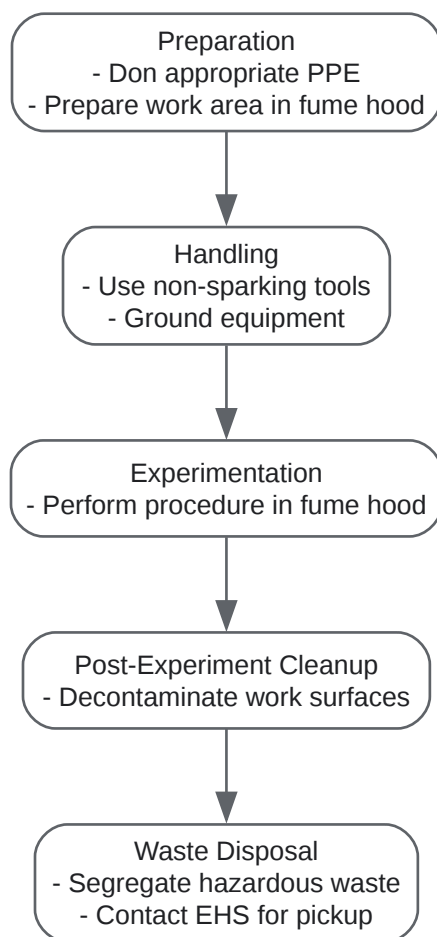 Preparation
- Don appropriate PPE
- Prepare work area in fume hood
Handling
- Use non-sparking tools
- Ground equipment
Experimentation
- Perform procedure in fume hood
Post-Experiment Cleanup
- Decontaminate work surfaces
Waste Disposal
- Segregate hazardous waste
- Contact EHS for pickup